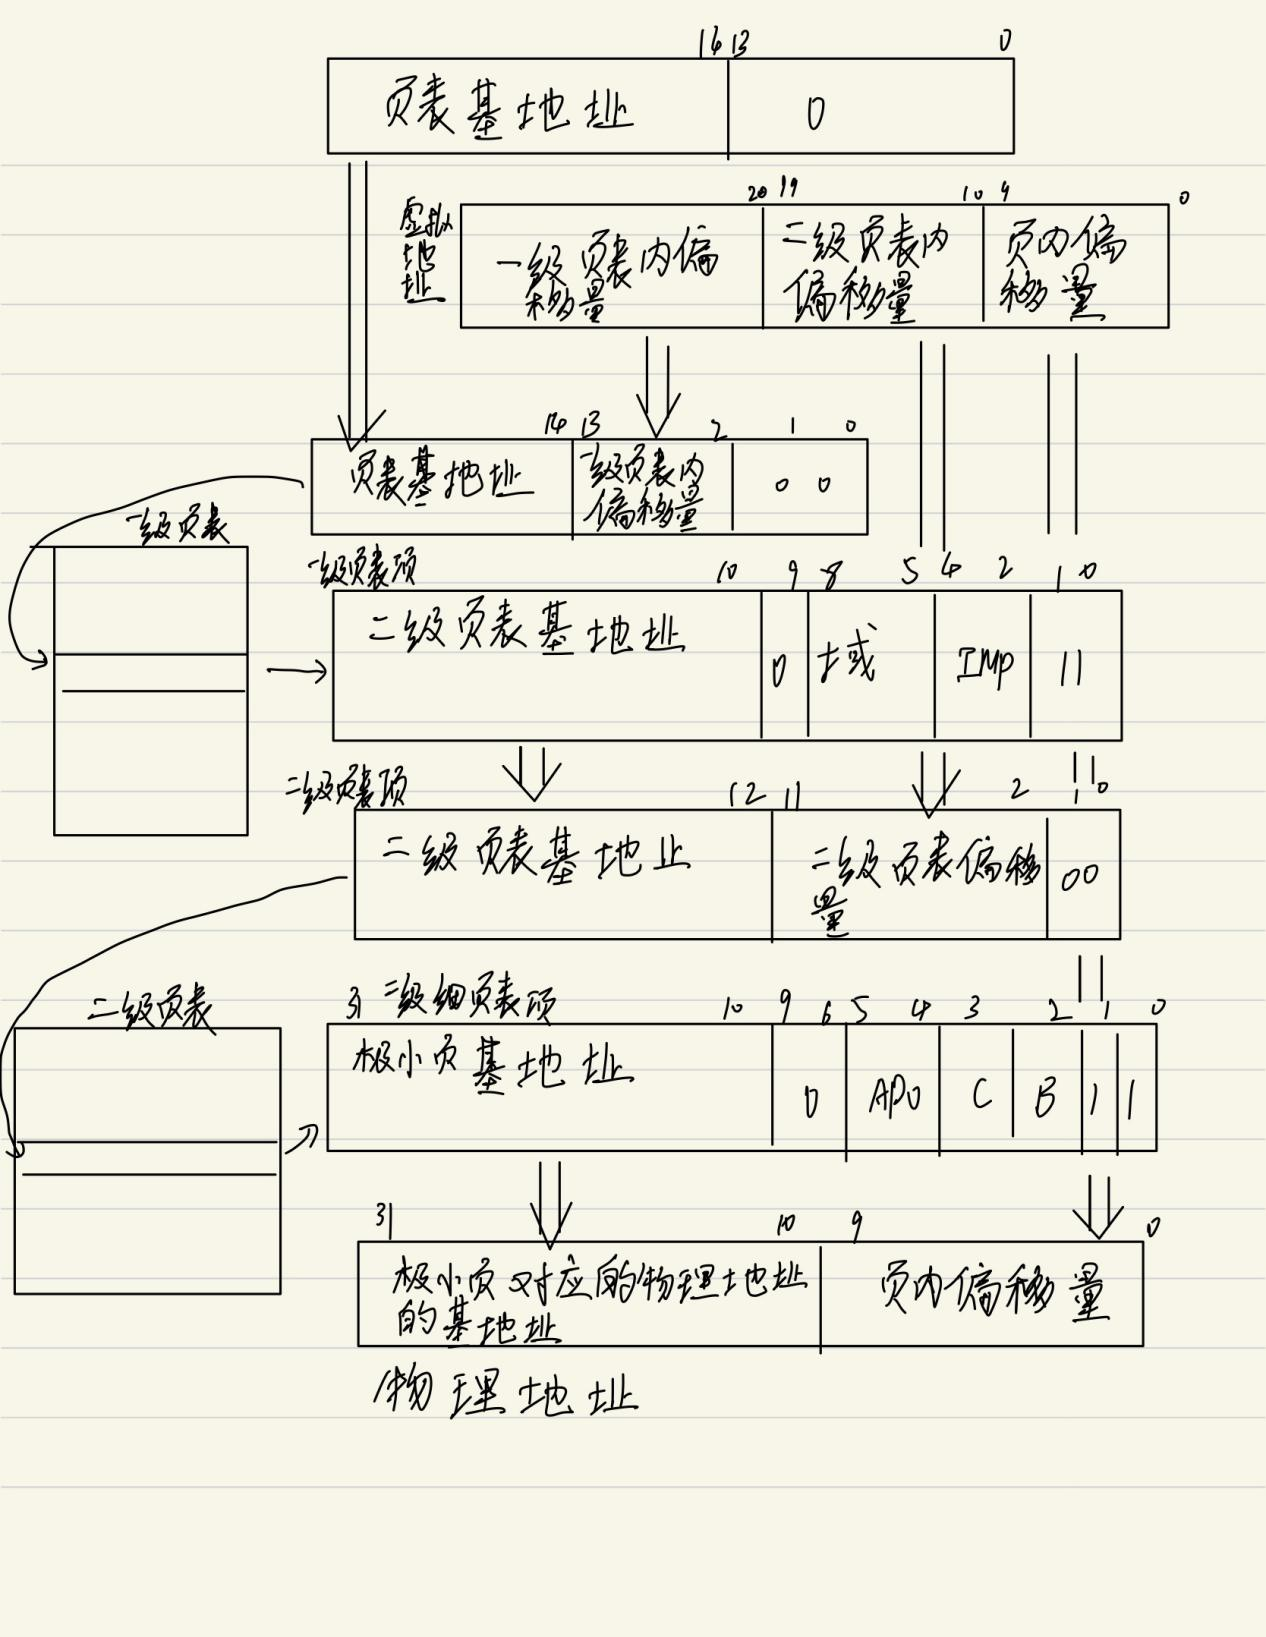 14 13 0
页表基地址 0
20 19 10 9 0
虚拟
地
址
一级页表内偏
移量
二级页表内
偏移量
页内偏
移量
14 13 2 1 0
页表基地址
一级页表内
偏移量
0 0
一级页表
一级页表项
10 9 8 5 4 2 1 0
二级页表基地址 0 域 IMP 11
二级页表项
12 11 2 1 0
二级页表基地址
二级页表偏移
量
00
二级页表
31 二级细页表项 10 9 6 5 4 3 2 1 0
极小页基地址 0 AP0 C B 1 1
31 10 9 0
极小页对应的物理地址
的基地址
页内偏移量
物理地址